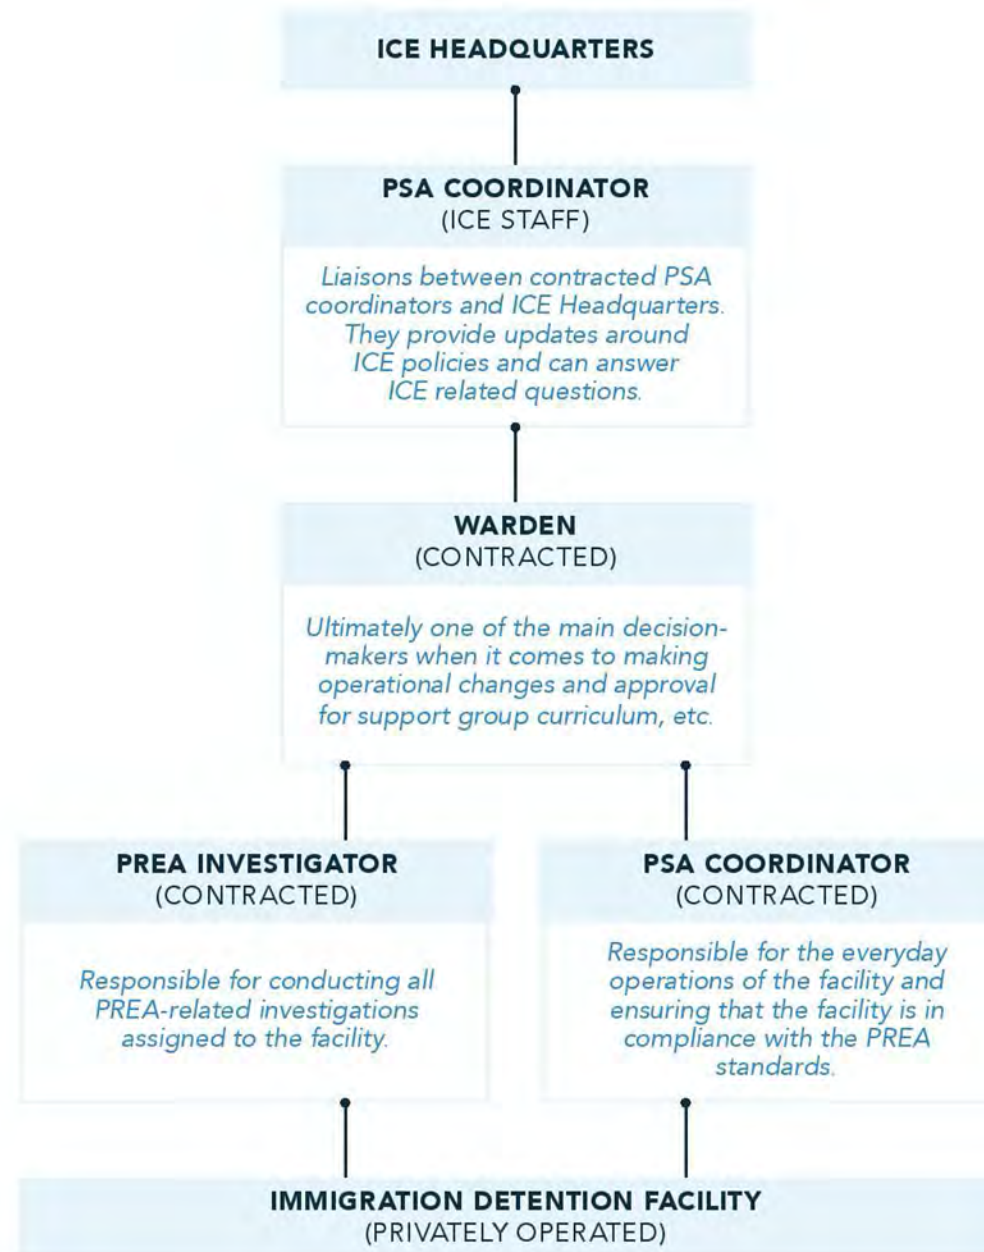 ICE HEADQUARTERS
PSA COORDINATOR
(ICE STAFF)
Liaisons between contracted PSA
coordinators and ICE Headquarters.
They provide updates around
ICE policies and can answer
ICE related questions.
WARDEN
(CONTRACTED)
Ultimately one of the main decision-
makers when it comes to making
operational changes and approval
for support group curriculum, etc.
PREA INVESTIGATOR
(CONTRACTED)
Responsible for conducting all
PREA-related investigations
assigned to the facility.
PSA COORDINATOR
(CONTRACTED)
Responsible for the everyday
operations of the facility and
ensuring that the facility is in
compliance with the PREA
standards.
IMMIGRATION DETENTION FACILITY
(PRIVATELY OPERATED)